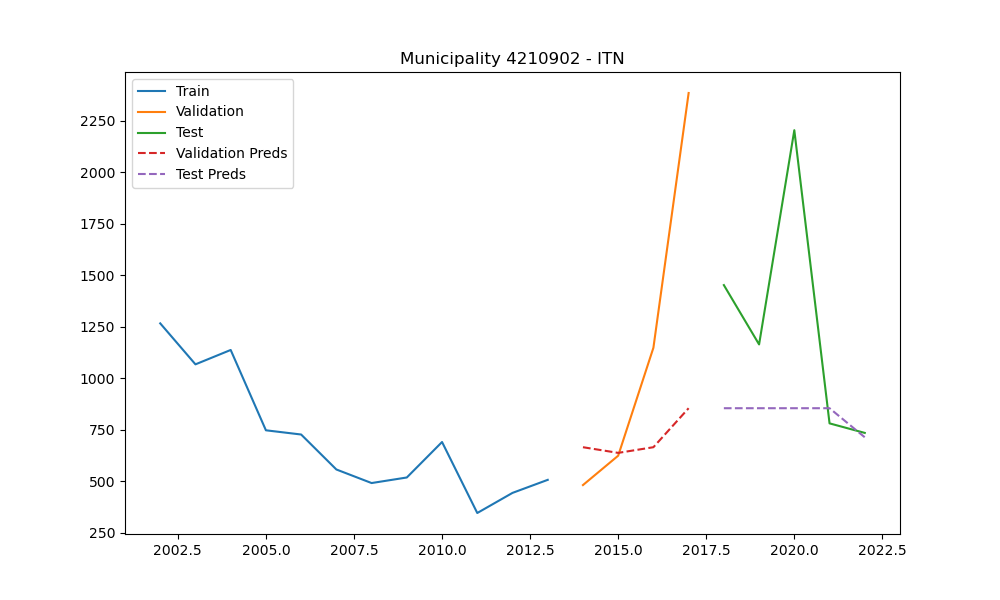 Municipality 4210902 - ITN
Train
Validation
Test
Validation Preds
Test Preds
2250
2000
1750
1500
1250
1000
750
500
250
2002.5 2005.0 2007.5 2010.0 2012.5 2015.0 2017.5 2020.0 2022.5